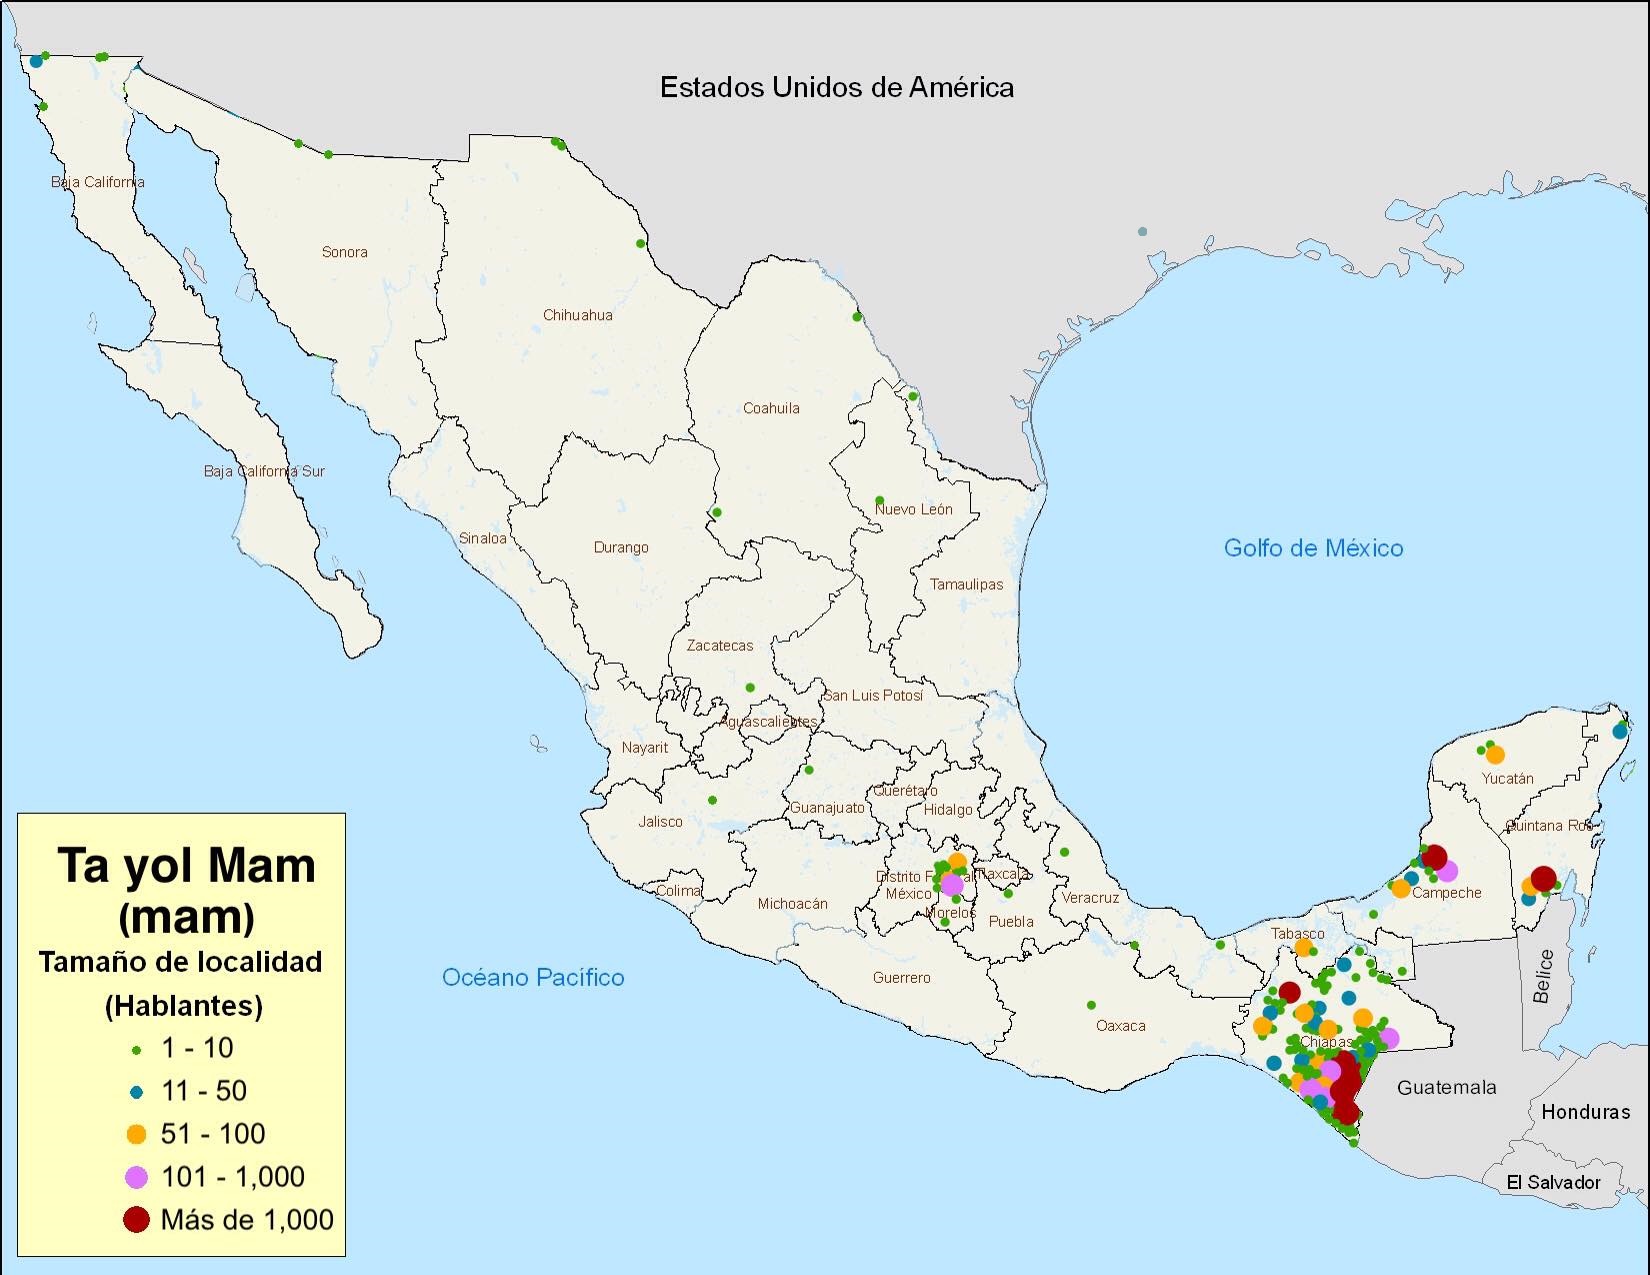 Estados Unidos de América
Baja California
Sonora
Chihuahua
Coahuila
Baja California Sur
Nuevo León
Sinaloa
Durango
Golfo de México
Tamaulipas
Zacatecas
San Luis Potosí
Aguascalientes
Nayarit
Yucatán
Querétaro
Guanajuato
Hidalgo
Jalisco
Quintana Roo
Distrito Federal
Tlaxcala
Colima
México
Michoacán
Veracruz
Campeche
Morelos
Puebla
Tabasco
Océano Pacífico
Guerrero
Belice
Oaxaca
Chiapas
Guatemala
Honduras
El Salvador
Ta yol Mam
(mam)
Tamaño de localidad
(Hablantes)
1 - 10
11 - 50
51 - 100
101 - 1,000
Más de 1,000